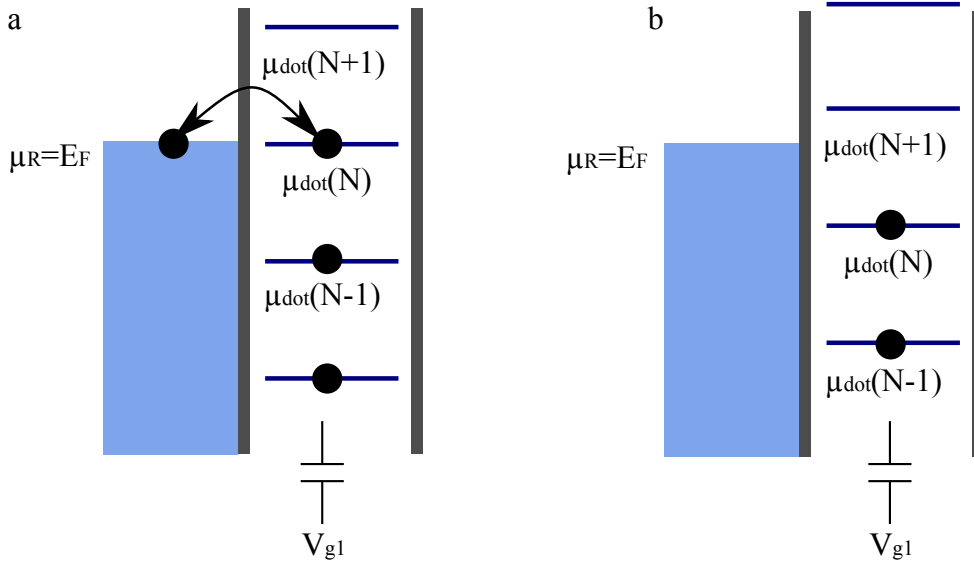 a
μdot(N+1)
μR=EF
μdot(N)
μdot(N-1)
Vg1
b
μdot(N+1)
μR=EF
μdot(N)
μdot(N-1)
Vg1